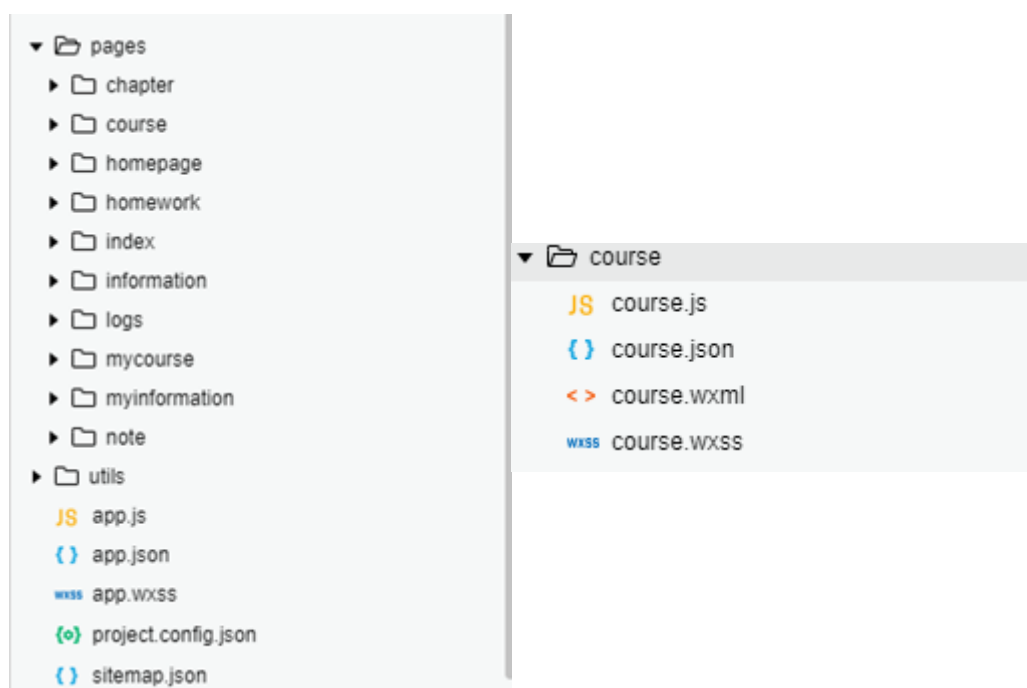 pages
chapter
course
homepage
homework
index
information
logs
mycourse
myinformation
note
utils
JS app.js
{ } app.json
wxss app.wxss
{o} project.config.json
{ } sitemap.json
course
JS course.js
{ } course.json
< > course.wxml
wxss course.wxss